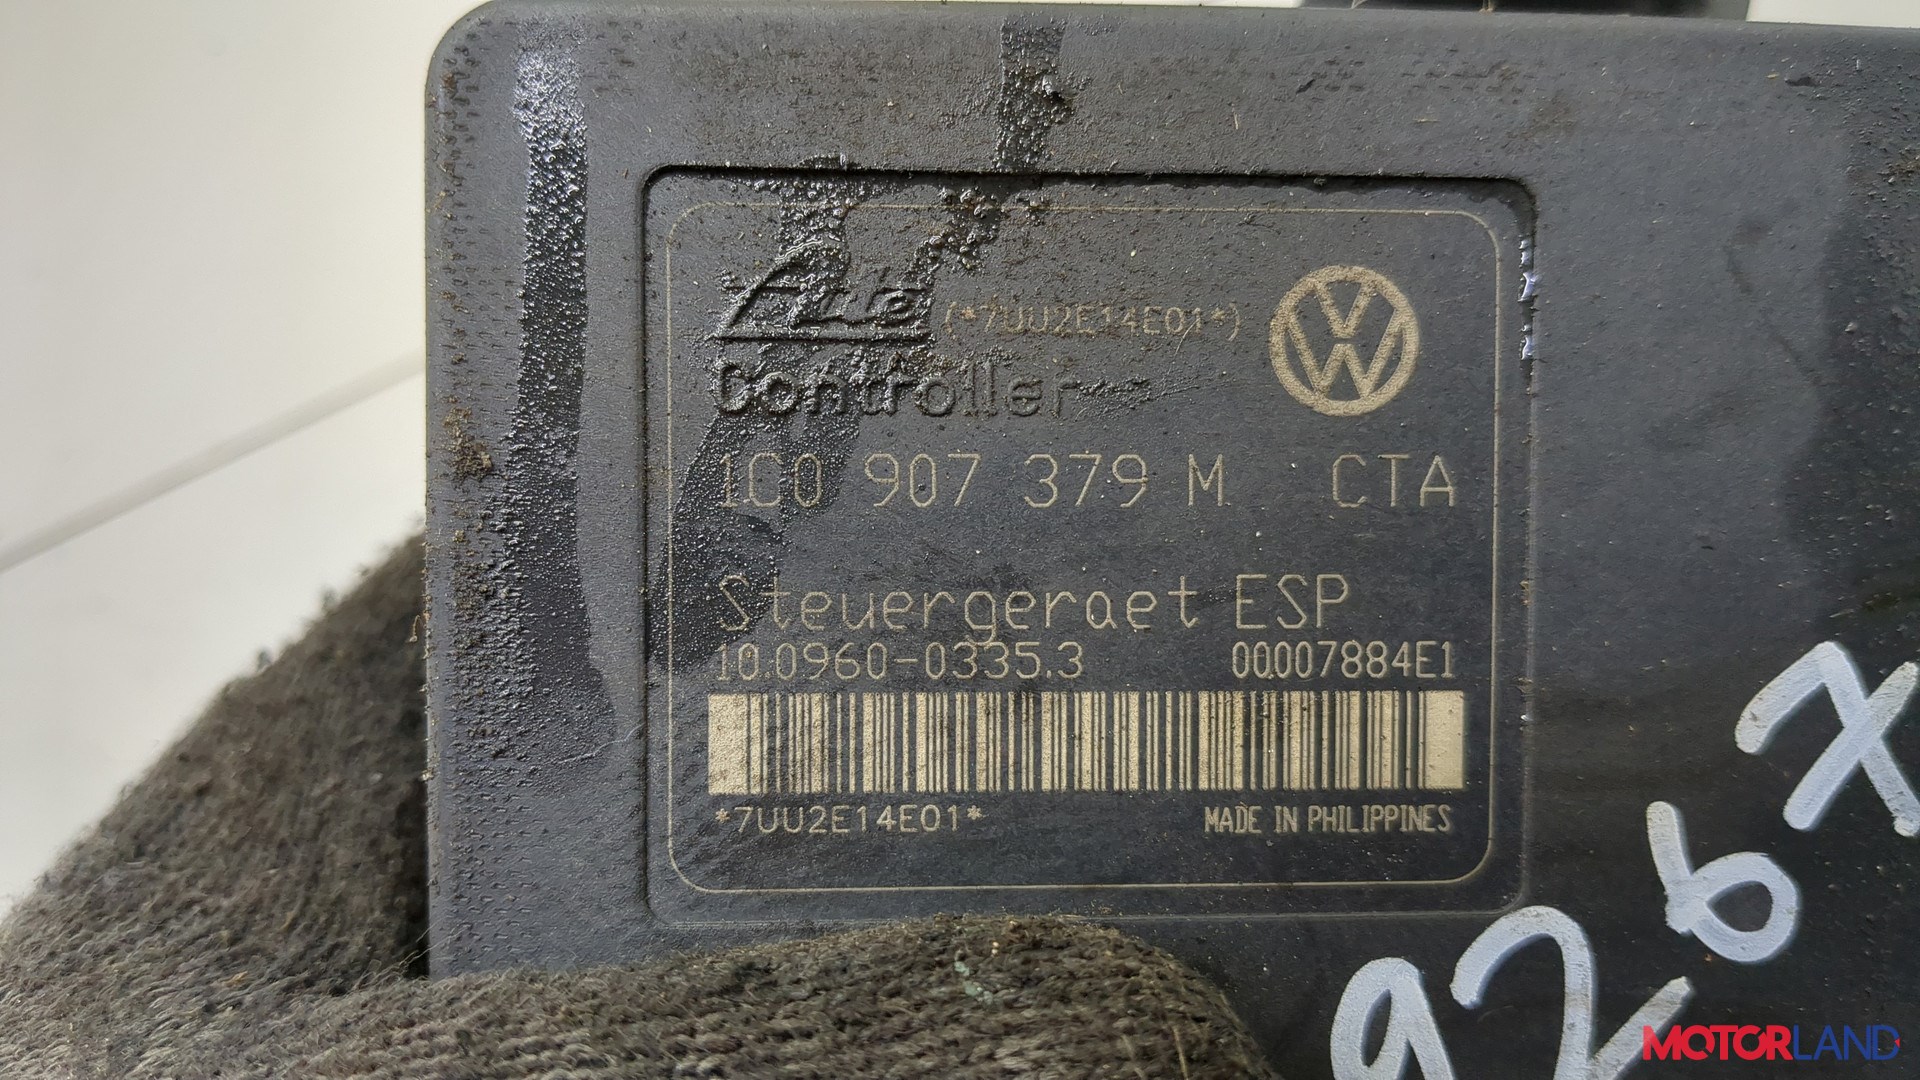 Ate (*7UU2E14E01*)
Controller
1C0 907 379 M CTA
Steuergeraet ESP
10.0960-0335.3 00007884E1
*7UU2E14E01* MADE IN PHILIPPINES
926x
MOTORLAND